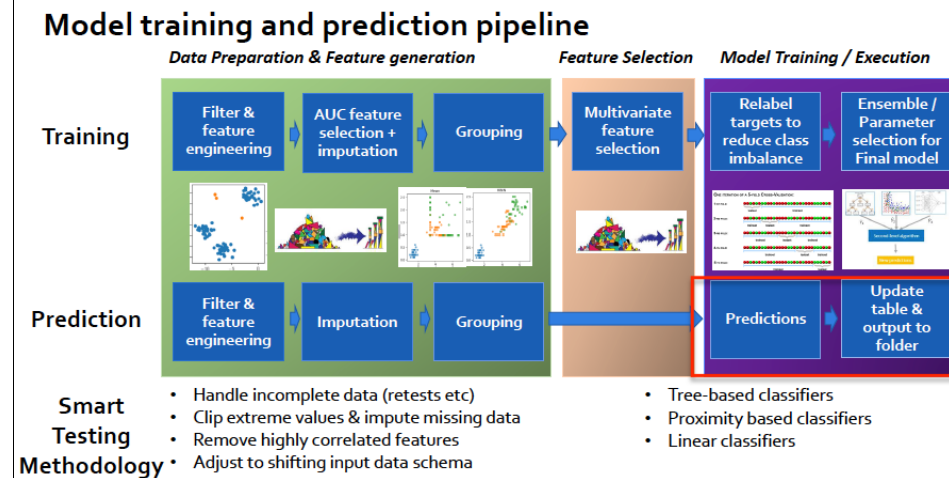 Model training and prediction pipeline
Data Preparation & Feature generation
Feature Selection
Model Training / Execution
Training
Filter &
feature
engineering
AUC feature
selection +
imputation
Grouping
Multivariate
feature
selection
Relabel
targets to
reduce class
imbalance
Ensemble /
Parameter
selection for
Final model
Prediction
Filter &
feature
engineering
Imputation
Grouping
Predictions
Update
table &
output to
folder
Smart
Testing
Methodology
• Handle incomplete data (retests etc)
• Clip extreme values & impute missing data
• Remove highly correlated features
• Adjust to shifting input data schema
• Tree-based classifiers
• Proximity based classifiers
• Linear classifiers